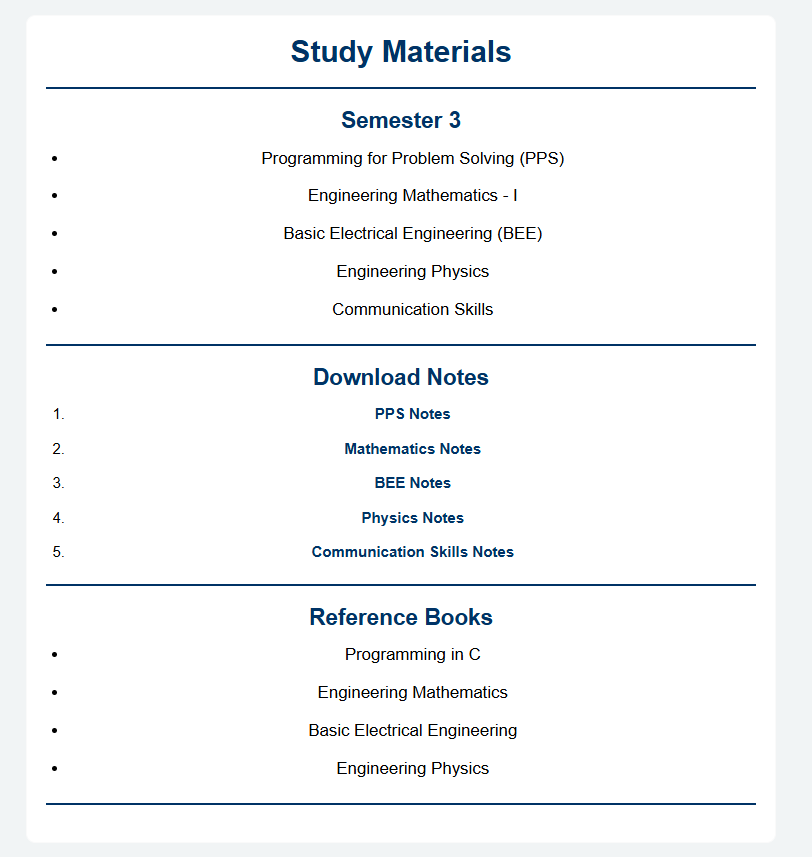 Study Materials
Semester 3
• Programming for Problem Solving (PPS)
• Engineering Mathematics - I
• Basic Electrical Engineering (BEE)
• Engineering Physics
• Communication Skills
Download Notes
1. PPS Notes
2. Mathematics Notes
3. BEE Notes
4. Physics Notes
5. Communication Skills Notes
Reference Books
• Programming in C
• Engineering Mathematics
• Basic Electrical Engineering
• Engineering Physics